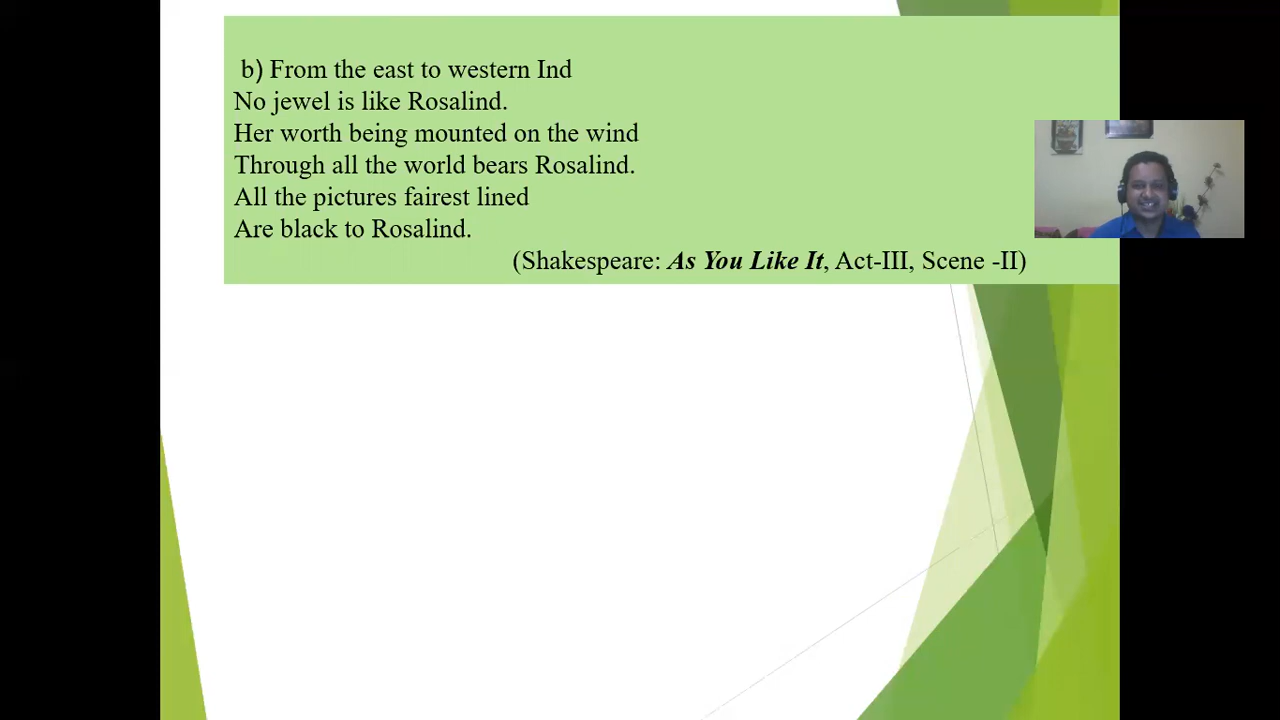 b) From the east to western Ind
No jewel is like Rosalind.
Her worth being mounted on the wind
Through all the world bears Rosalind.
All the pictures fairest lined
Are black to Rosalind.
(Shakespeare: As You Like It, Act-III, Scene -II)